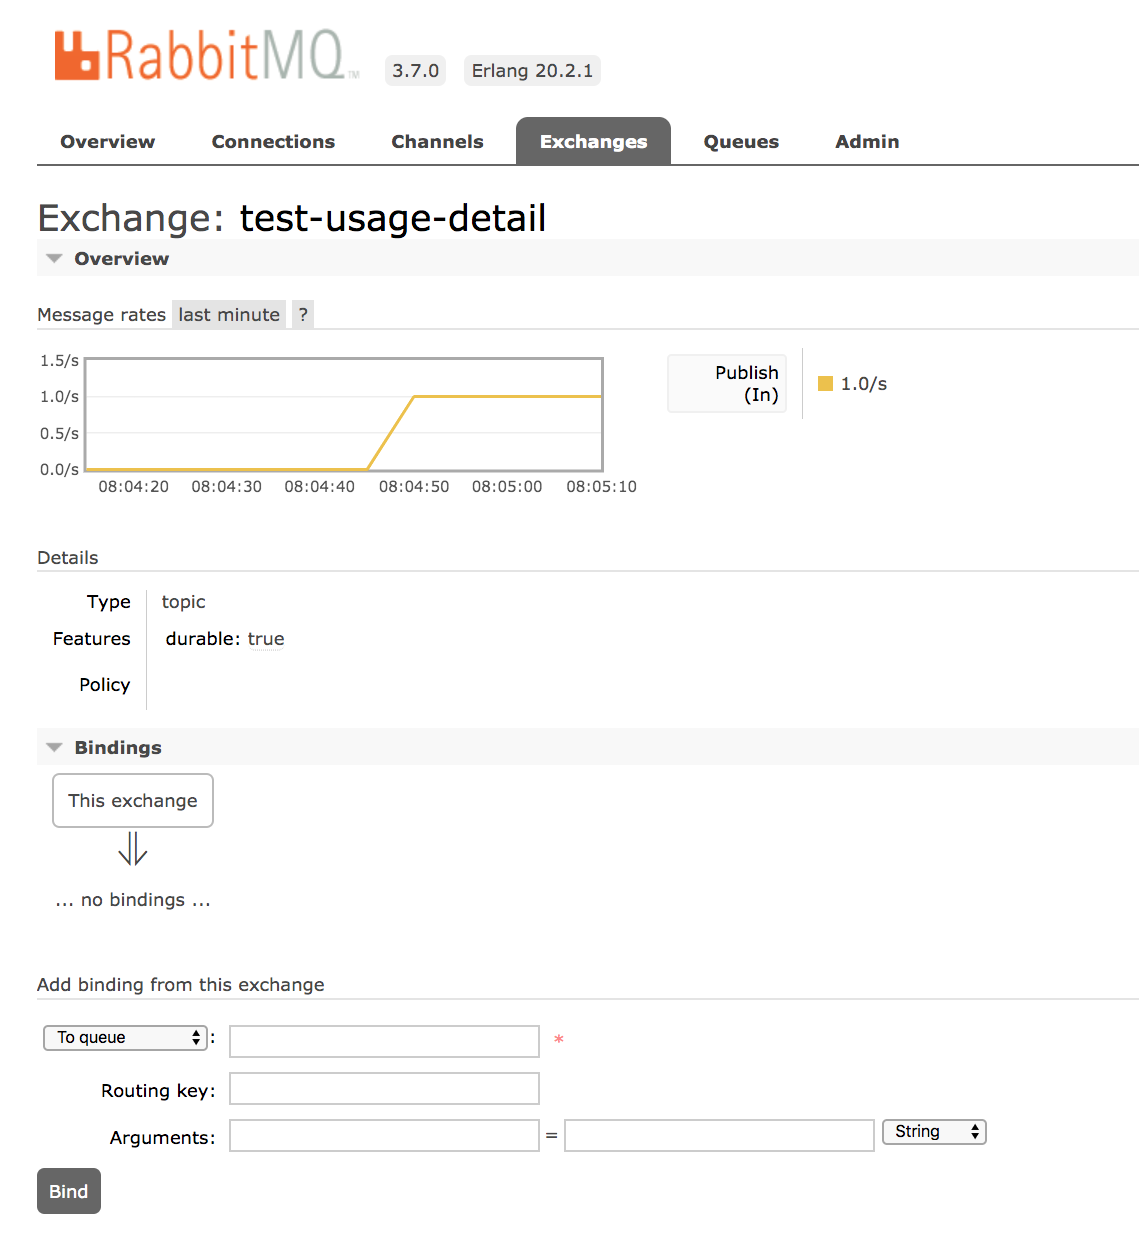 RabbitMQ™ 3.7.0 Erlang 20.2.1
Overview Connections Channels Exchanges Queues Admin
Exchange: test-usage-detail
Overview
Message rates last minute ?
1.5/s
1.0/s
0.5/s
0.0/s
08:04:20 08:04:30 08:04:40 08:04:50 08:05:00 08:05:10
Publish
(In)
1.0/s
Details
Type topic
Features durable: true
Policy
Bindings
This exchange
⇓
... no bindings ...
Add binding from this exchange
To queue : *
Routing key:
Arguments: = String
Bind